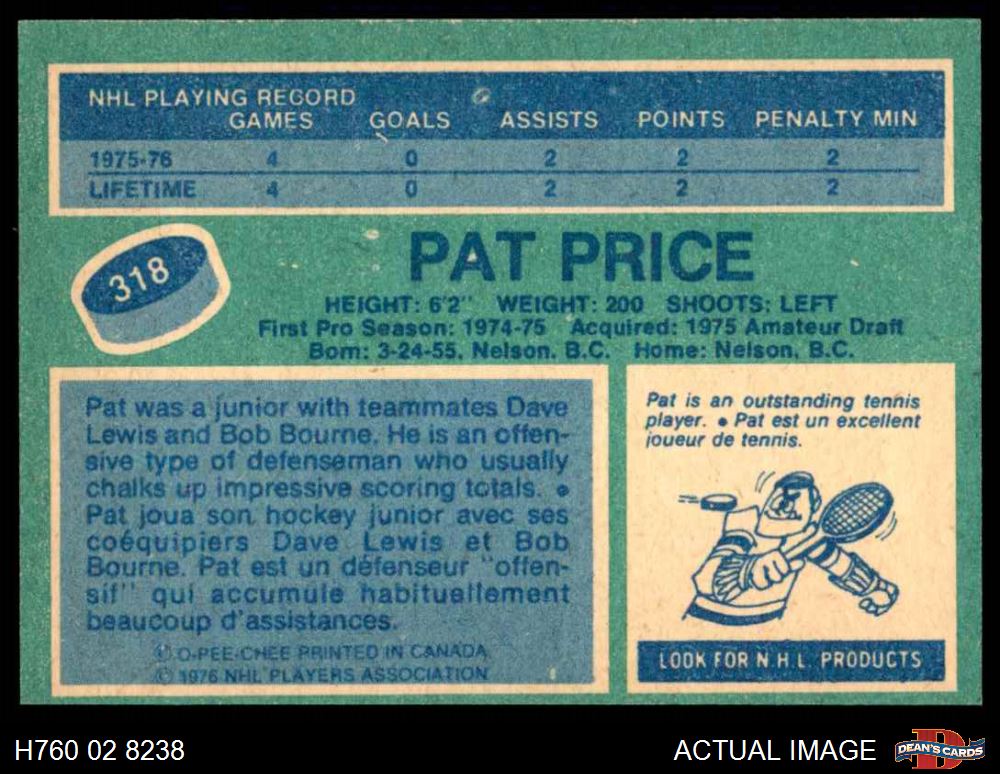 NHL PLAYING RECORD
GAMES GOALS ASSISTS POINTS PENALTY MIN
1975-76 4 0 2 2 2
LIFETIME 4 0 2 2 2
318
PAT PRICE
HEIGHT: 6'2" WEIGHT: 200 SHOOTS: LEFT
First Pro Season: 1974-75 Acquired: 1975 Amateur Draft
Born: 3-24-55, Nelson, B.C. Home: Nelson, B.C.
Pat was a junior with teammates Dave
Lewis and Bob Bourne. He is an offen-
sive type of defenseman who usually
chalks up impressive scoring totals. •
Pat joua son hockey junior avec ses
coéquipiers Dave Lewis et Bob
Bourne. Pat est un défenseur "offen-
sif" qui accumule habituellement
beaucoup d'assistances.
© O-PEE-CHEE PRINTED IN CANADA
© 1976 NHL PLAYERS ASSOCIATION
Pat is an outstanding tennis
player. • Pat est un excellent
joueur de tennis.
LOOK FOR N.H.L. PRODUCTS
H760 02 8238
ACTUAL IMAGE
D
DEAN'S CARDS